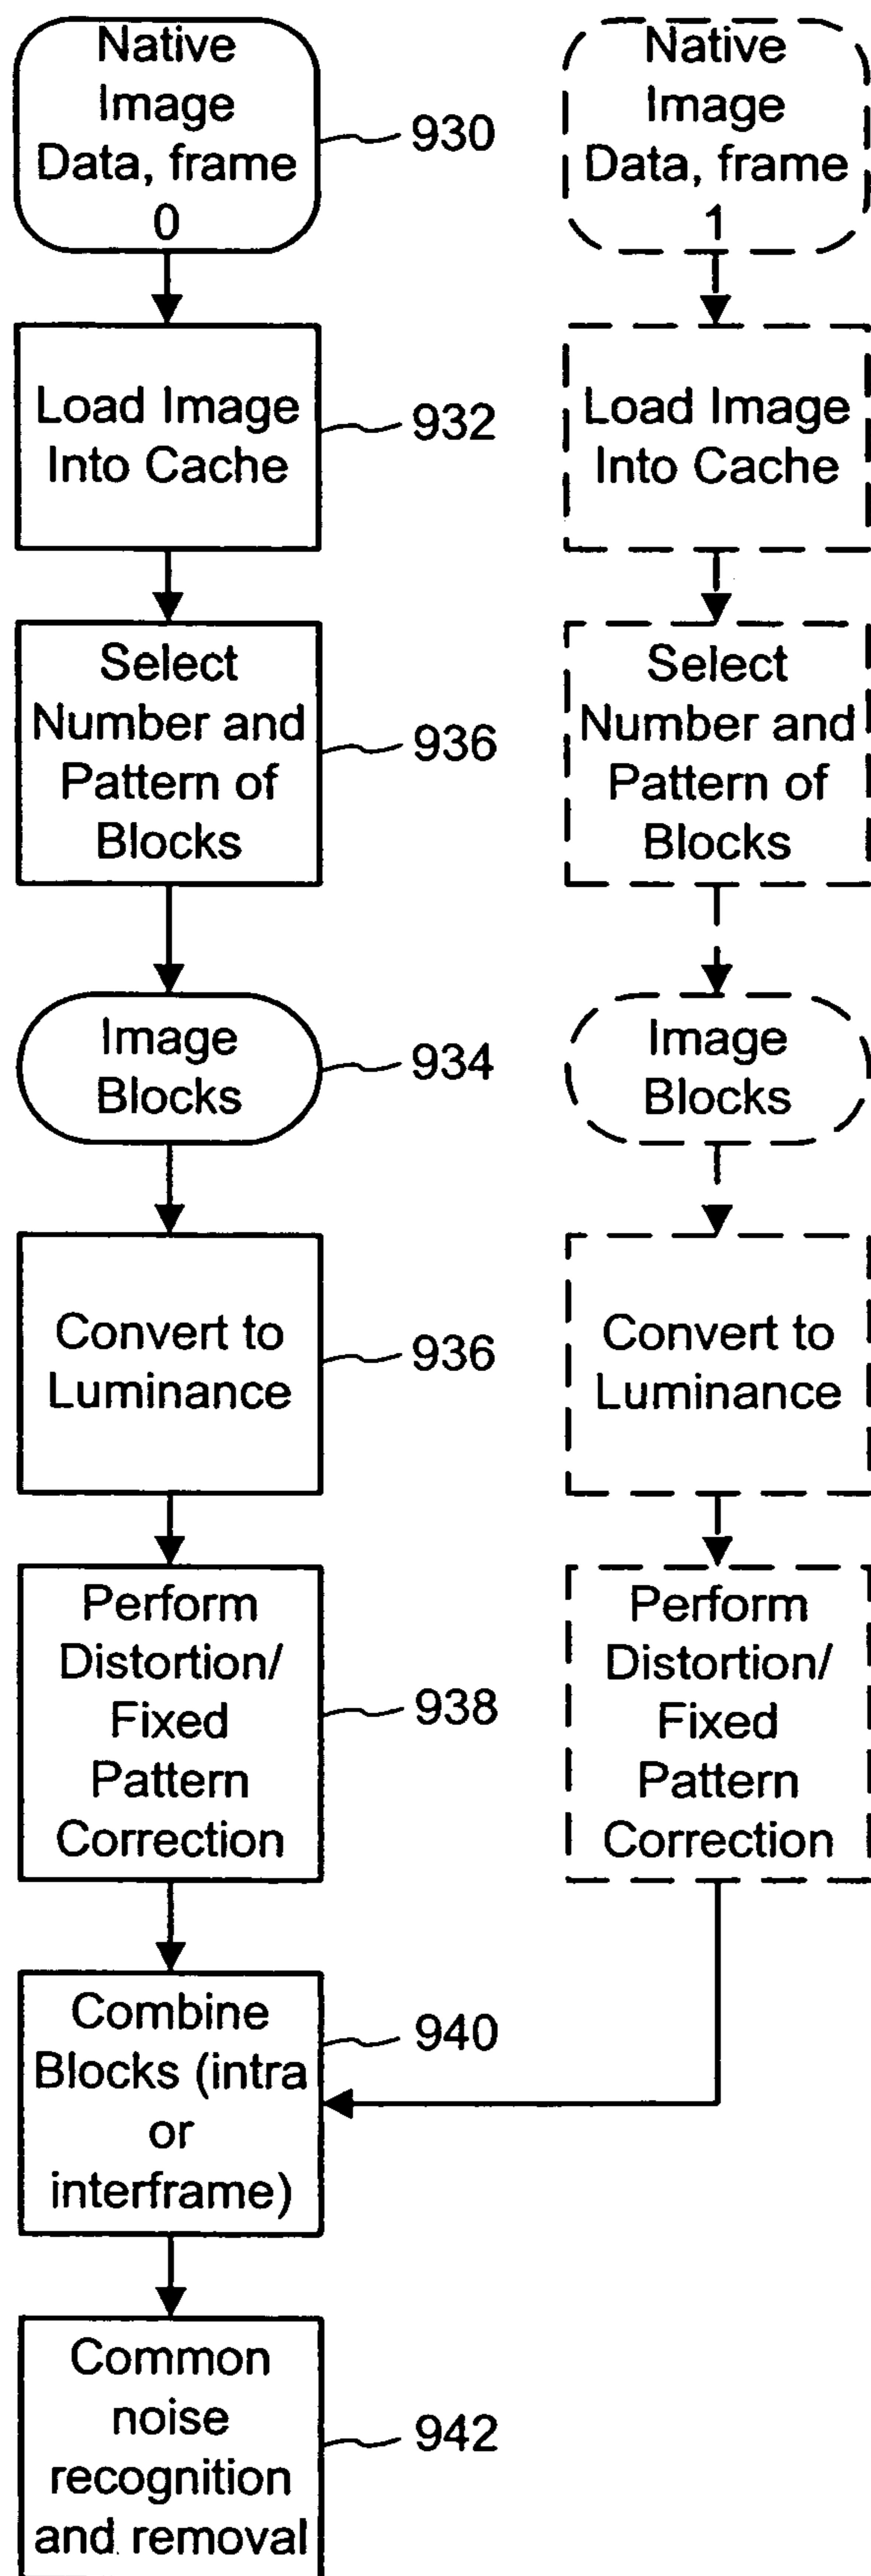 Native
Image
Data, frame
0
930
Native
Image
Data, frame
1
Load Image
Into Cache
932
Load Image
Into Cache
Select
Number and
Pattern of
Blocks
936
Select
Number and
Pattern of
Blocks
Image
Blocks
934
Image
Blocks
Convert to
Luminance
936
Convert to
Luminance
Perform
Distortion/
Fixed
Pattern
Correction
938
Perform
Distortion/
Fixed
Pattern
Correction
Combine
Blocks (intra
or
interframe)
940
Common
noise
recognition
and removal
942